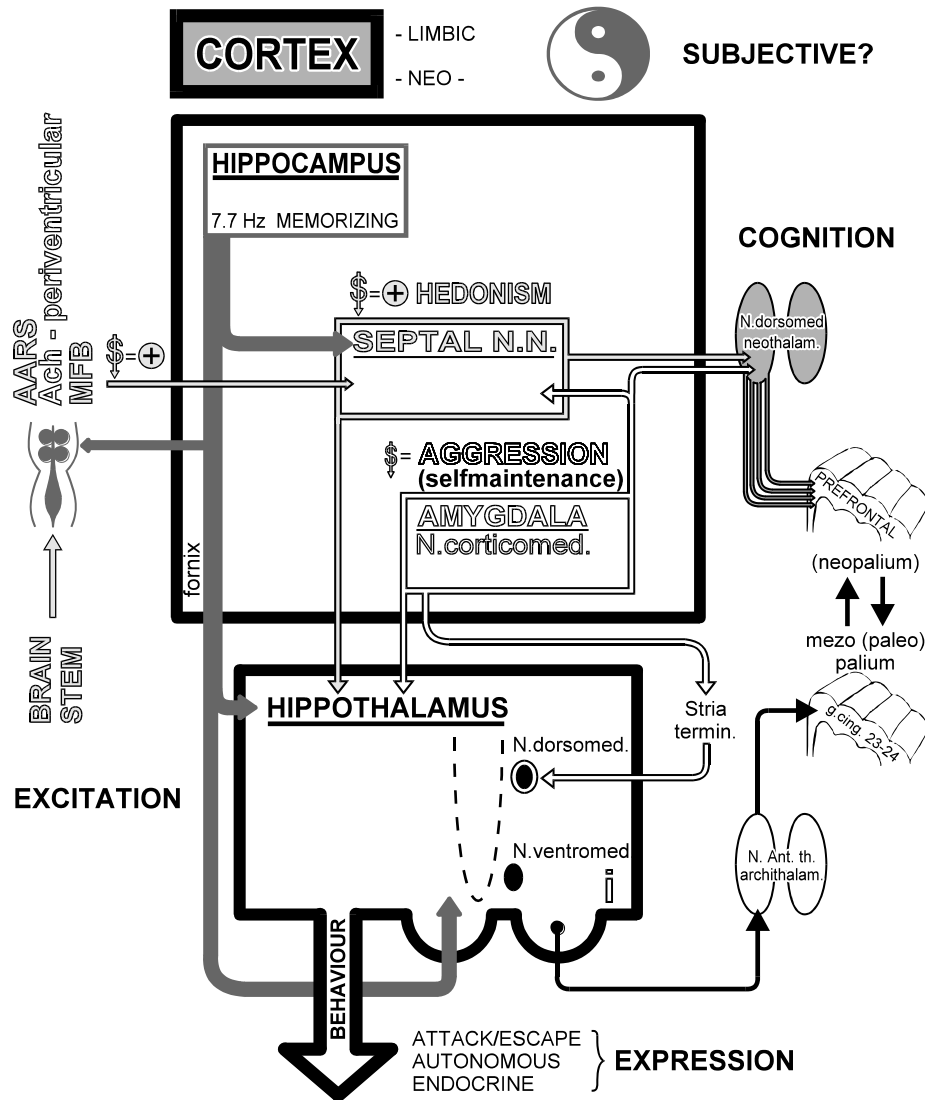 CORTEX
- LIMBIC
- NEO -
SUBJECTIVE?
HIPPOCAMPUS
7.7 Hz MEMORIZING
AARS
Ach - periventricular
MFB
$=+
$=+ HEDONISM
SEPTAL N.N.
COGNITION
N.dorsomed
neothalam.
$= AGGRESSION
(selfmaintenance)
AMYGDALA
N.corticomed.
PREFRONTAL
(neopalium)
mezo (paleo)
palium
g.cing. 23-24
fornix
BRAIN
STEM
HIPPOTHALAMUS
Stria
termin.
N.dorsomed.
EXCITATION
N.ventromed
i
N. Ant. th.
archithalam.
BEHAVIOUR
ATTACK/ESCAPE
AUTONOMOUS
ENDOCRINE
EXPRESSION